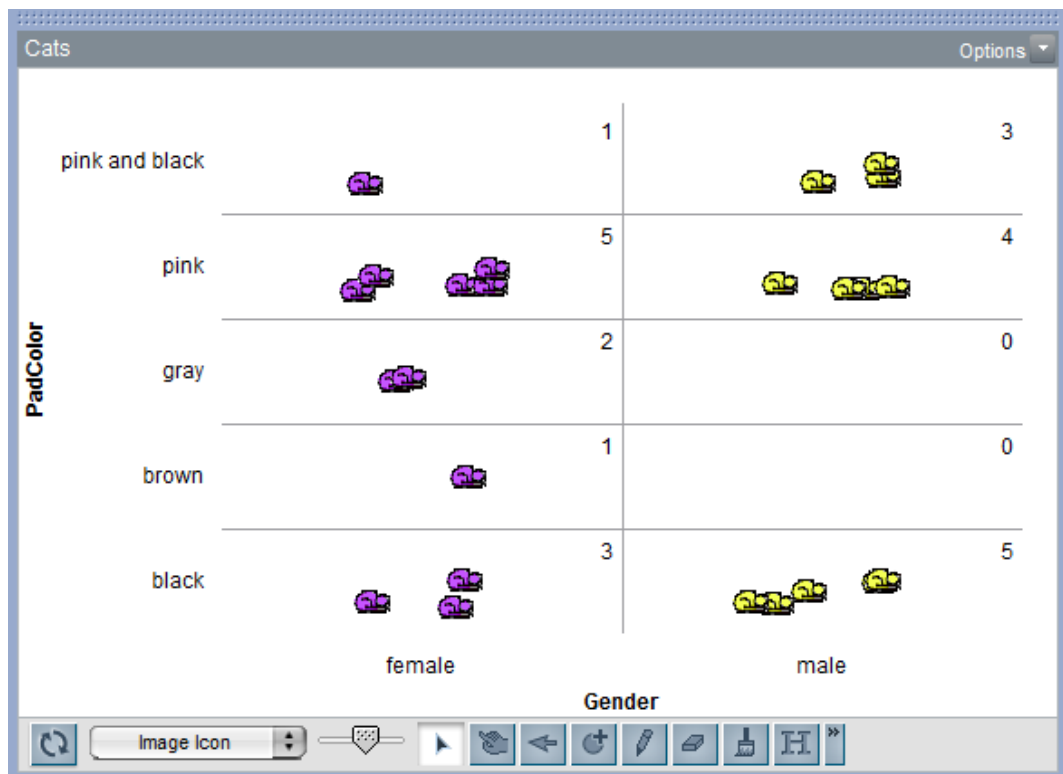 Cats Options
1 3
pink and black
5 4
pink
2 0
gray
PadColor
1 0
brown
3 5
black
female male
Gender
Image Icon »